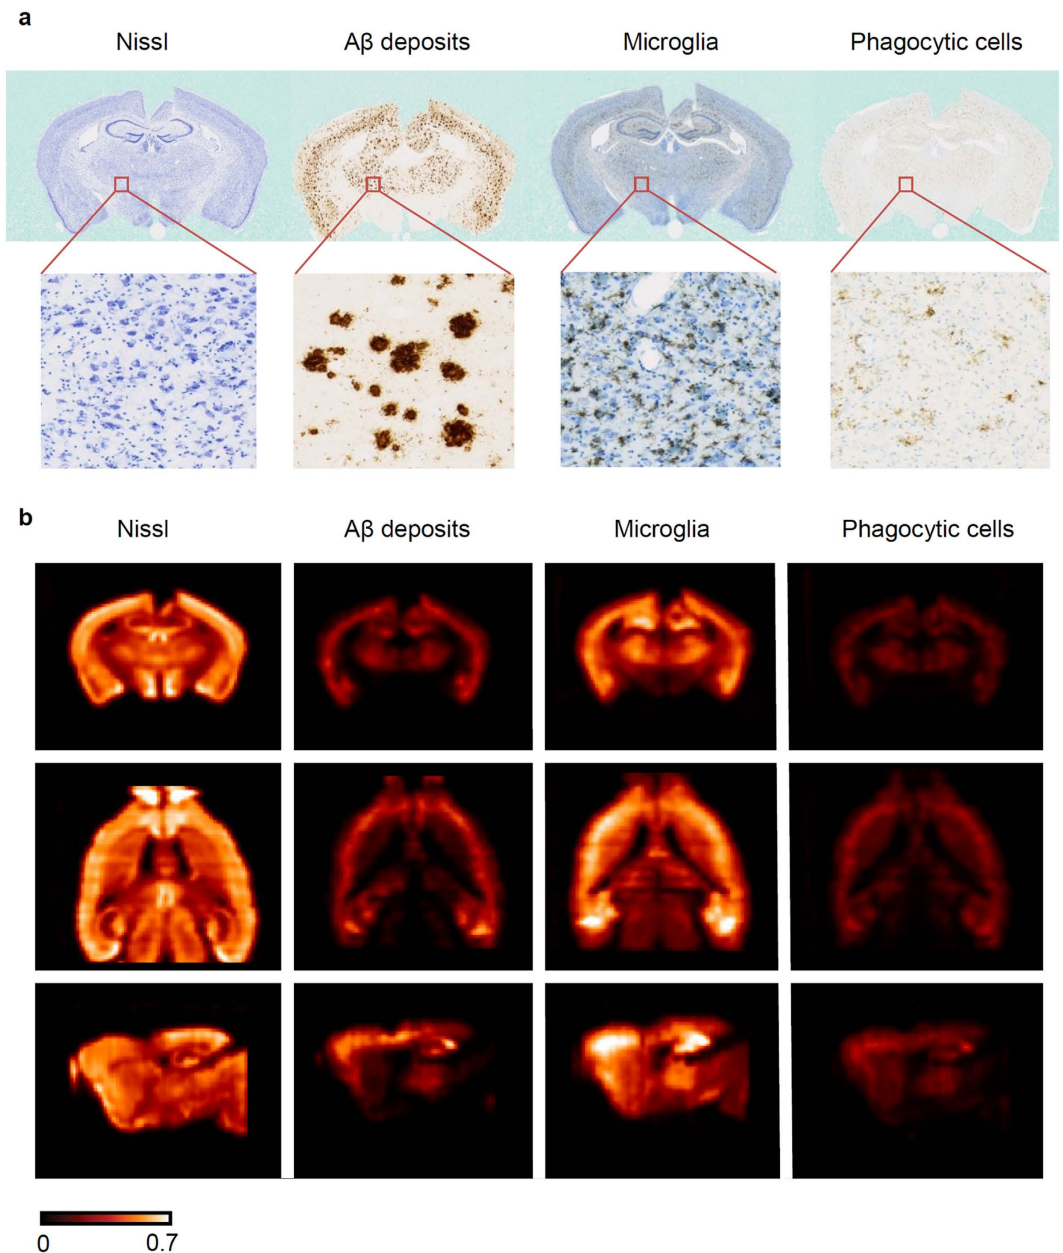 a
Nissl Aβ deposits Microglia Phagocytic cells
b
Nissl Aβ deposits Microglia Phagocytic cells
0 0.7